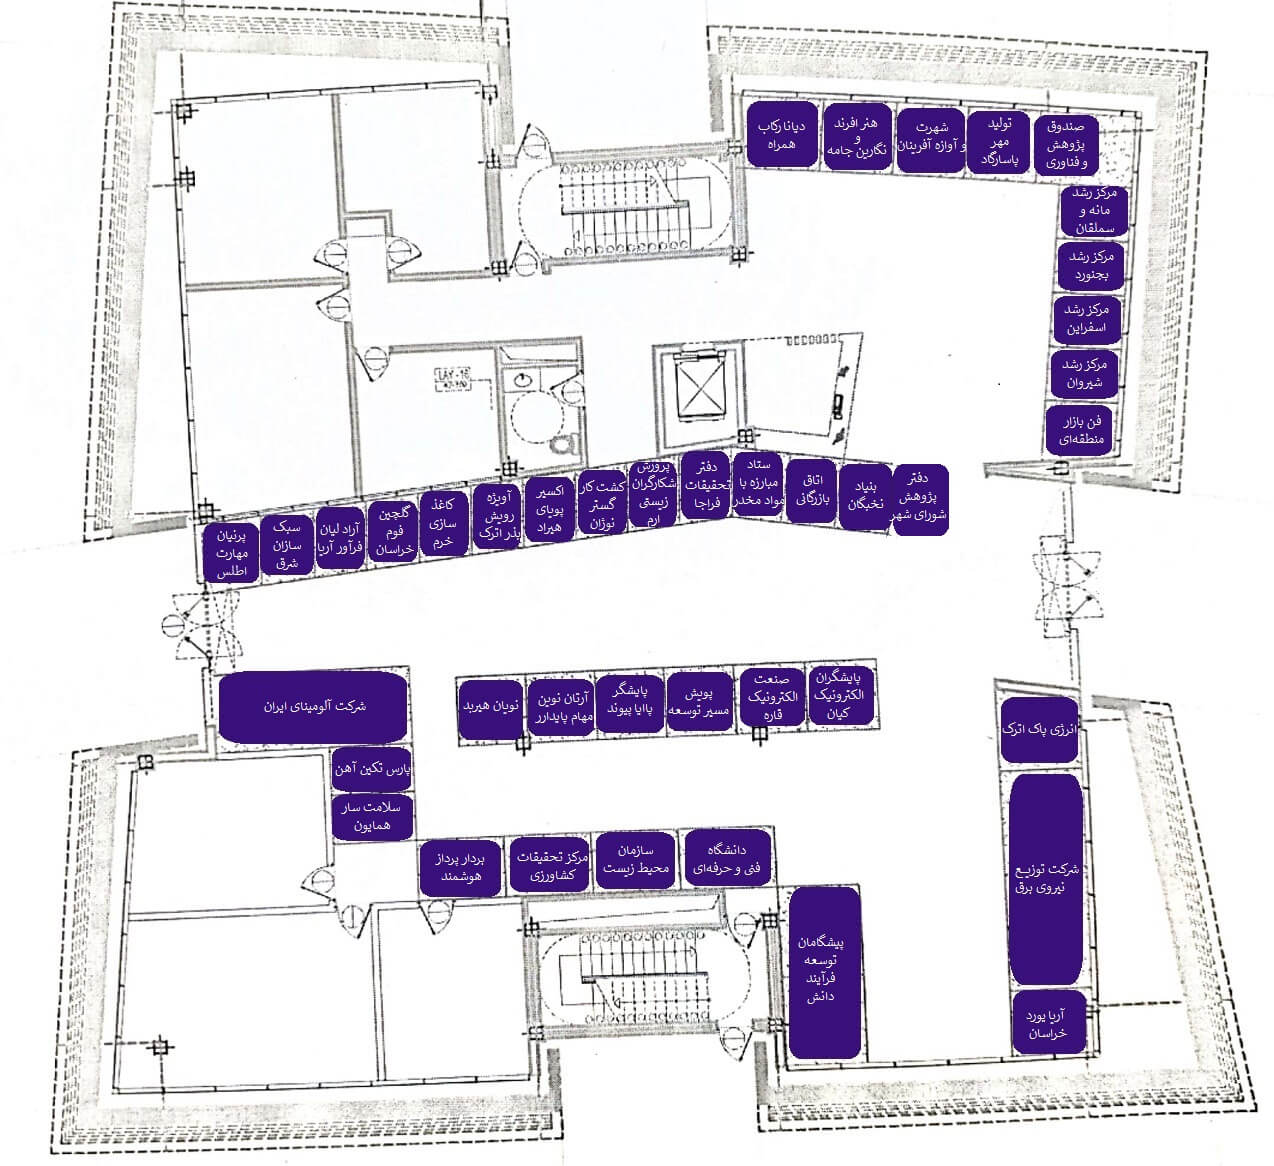 دیانا رکاب
همراه
هنر افرند
و
نگارین جامه
شهرت
و آوازه آفرینان
تولید
مهر
پاسارگاد
صندوق
پژوهش
و فناوری
مرکز رشد
مانه و
سملقان
مرکز رشد
بجنورد
مرکز رشد
اسفراین
مرکز رشد
شیروان
فن بازار
منطقه‌ای
دفتر
پژوهش
شورای شهر
بنیاد
نخبگان
اتاق
بازرگانی
ستاد
مبارزه با
مواد مخدر
دفتر
تحقیقات
فراجا
پرورش
شکارگران
زیستی
ارم
کشت کار
گستر
نوژان
اکسیر
پویای
هیراد
آویژه
رویش
بذر اترک
کاغذ
سازی
خرم
گلچین
فوم
خراسان
آراد لیان
فرآور آریا
سبک
سازان
شرق
پرنیان
مهارت
اطلس
شرکت آلومینای ایران
پارس تکین آهن
سلامت سار
همایون
نویان هیربد
آرتان نوین
مهام پایدارر
پایشگر
پاایا پیوند
پویش
مسیر توسعه
صنعت
الکترونیک
قاره
پایشگران
الکترونیک
کیان
بردار پرداز
هوشمند
مرکز تحقیقات
کشاورزی
سازمان
محیط زیست
دانشگاه
فنی و حرفه‌ای
پیشگامان
توسعه
فرآیند
دانش
انرژی پاک اترک
شرکت توزیع
نیروی برق
آریا یورد
خراسان